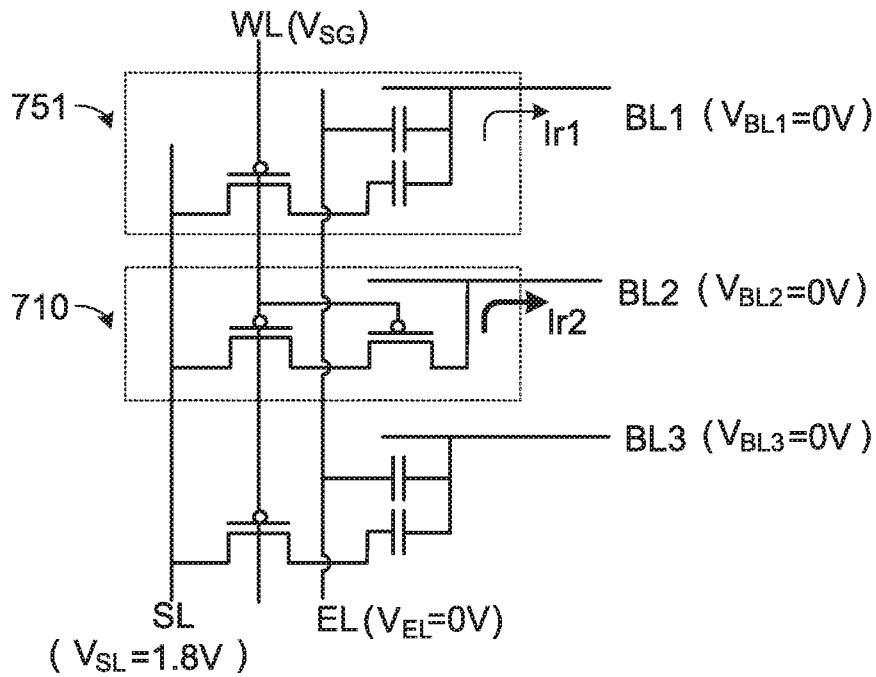 WL(VSG)
751
Ir1
BL1 (VBL1=0V)
710
Ir2
BL2 (VBL2=0V)
BL3 (VBL3=0V)
SL
(VSL=1.8V)
EL(VEL=0V)